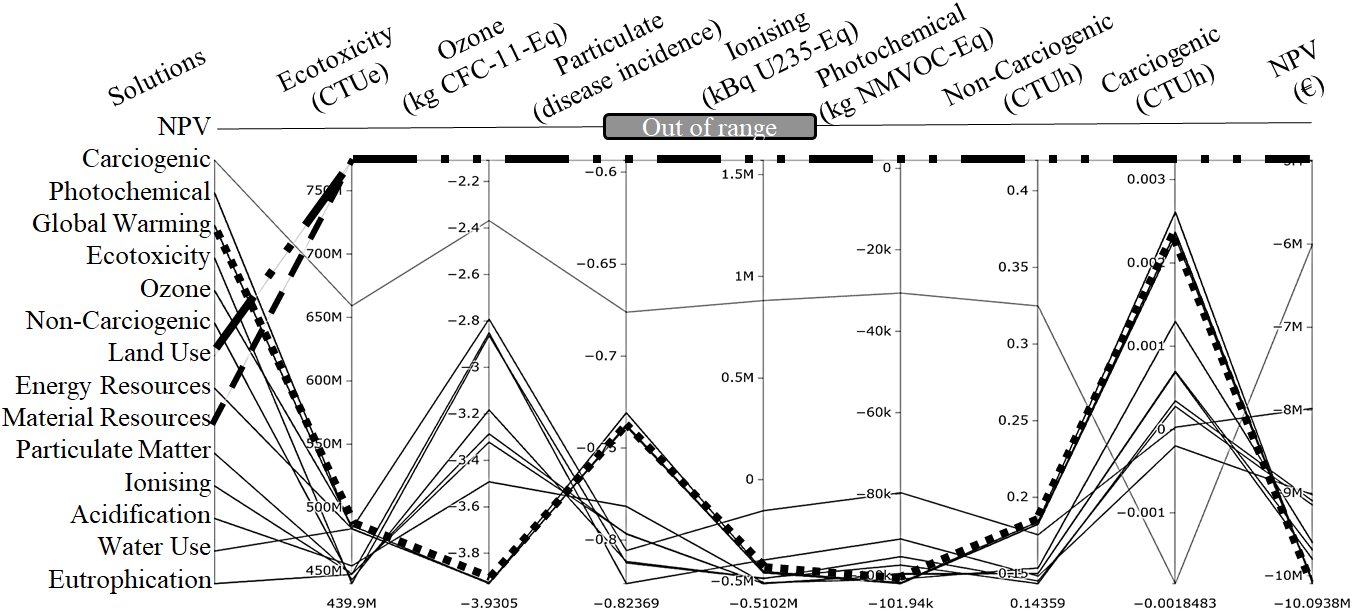 Solutions
Ecotoxicity
(CTUe)
Ozone
(kg CFC-11-Eq)
Particulate
(disease incidence)
Ionising
(kBq U235-Eq)
Photochemical
(kg NMVOC-Eq)
Non-Carciogenic
(CTUh)
Carciogenic
(CTUh)
NPV
(€)
NPV
Out of range
Carciogenic
Photochemical
Global Warming
Ecotoxicity
Ozone
Non-Carciogenic
Land Use
Energy Resources
Material Resources
Particulate Matter
Ionising
Acidification
Water Use
Eutrophication
700M
650M
600M
550M
500M
450M
439.9M
−2.2
−2.4
−2.6
−2.8
−3
−3.2
−3.4
−3.6
−3.8
−3.9305
−0.6
−0.65
−0.7
−0.8
−0.82369
1.5M
1M
0.5M
0
−0.5M
−0.5102M
0
−20k
−40k
−60k
−80k
−101.94k
0.4
0.35
0.3
0.25
0.2
0.15
0.14359
0.003
0.002
0.001
0
−0.001
−0.0018483
−6M
−7M
−8M
−9M
−10M
−10.0938M